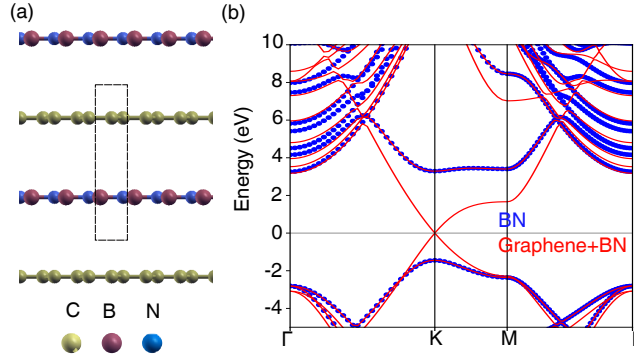 (a)
C B N
(b)
Energy (eV)
10
8
6
4
2
0
-2
-4
Γ K M
BN
Graphene+BN